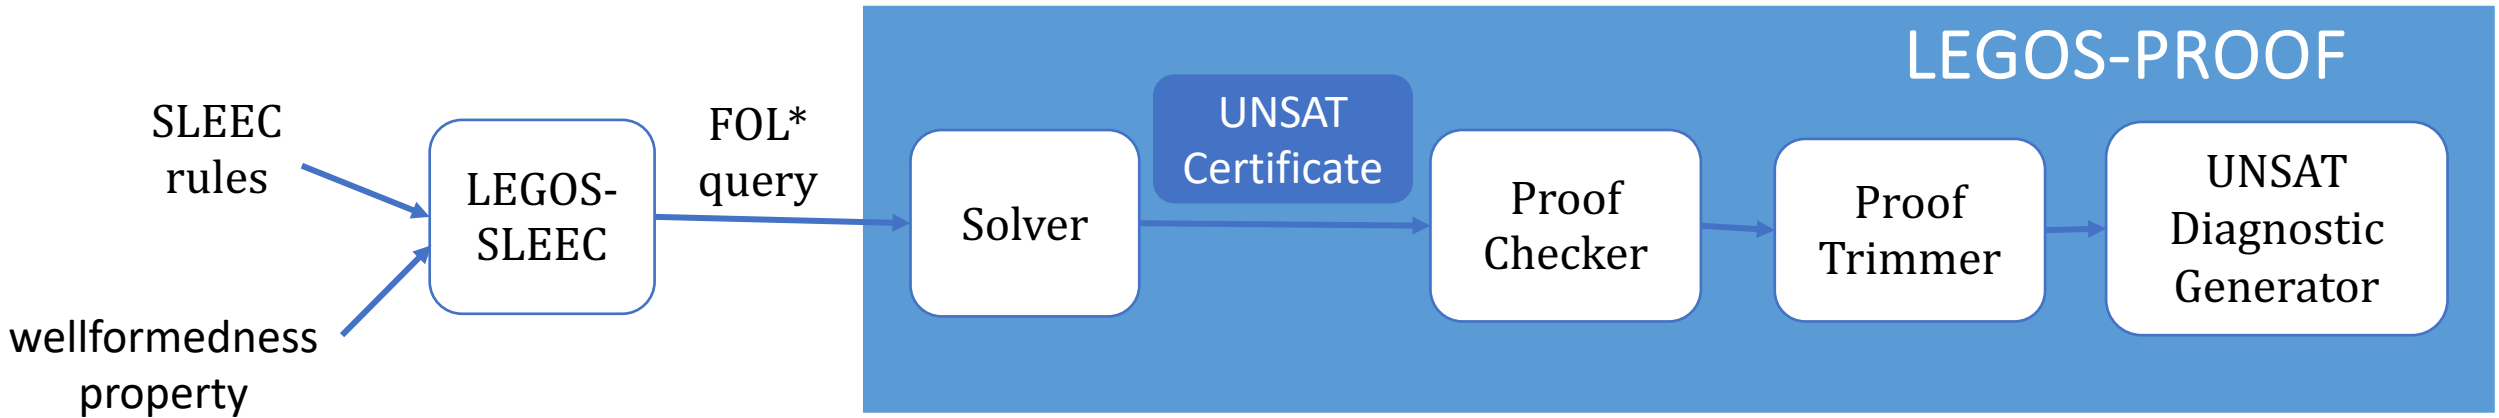 SLEEC
rules
wellformedness
property
LEGOS-
SLEEC
FOL*
query
LEGOS-PROOF
Solver
UNSAT
Certificate
Proof
Checker
Proof
Trimmer
UNSAT
Diagnostic
Generator